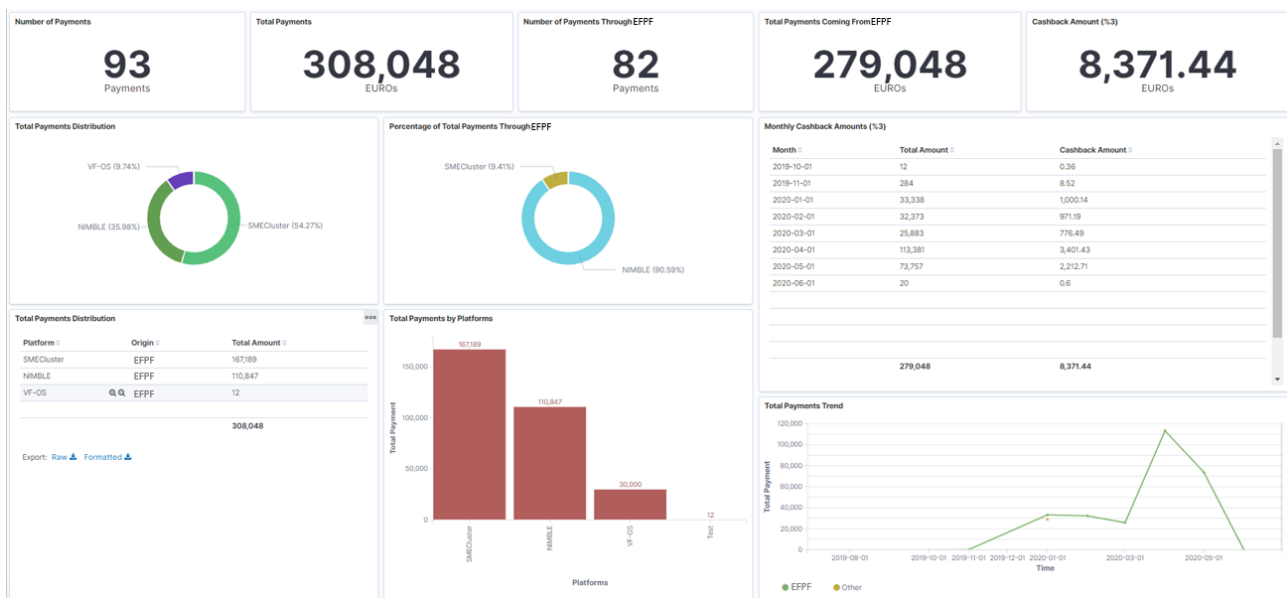 Number of Payments
93
Payments
Total Payments
308,048
EUROs
Number of Payments Through EFPF
82
Payments
Total Payments Coming From EFPF
279,048
EUROs
Cashback Amount (%3)
8,371.44
EUROs
Total Payments Distribution
VF-OS (9.74%)
NIMBLE (35.98%)
SMECluster (54.27%)
Percentage of Total Payments Through EFPF
SMECluster (9.41%)
NIMBLE (90.59%)
Monthly Cashback Amounts (%3)
Month Total Amount Cashback Amount
2019-10-01 12 0.36
2019-11-01 284 8.52
2020-01-01 33,338 1,000.14
2020-02-01 32,373 971.19
2020-03-01 25,883 776.49
2020-04-01 113,381 3,401.43
2020-05-01 73,757 2,212.71
2020-06-01 20 0.6
279,048 8,371.44
Total Payments Distribution
Platform Origin Total Amount
SMECluster EFPF 167,189
NIMBLE EFPF 110,847
VF-OS EFPF 12
308,048
Export: Raw Formatted
Total Payments by Platforms
Total Payment
150,000
100,000
50,000
0
167,189
110,847
30,000
12
SMECluster
NIMBLE
VF-OS
Test
Platforms
Total Payments Trend
Total Payment
120,000
100,000
80,000
60,000
40,000
20,000
0
2019-08-01 2019-10-01 2019-11-01 2019-12-01 2020-01-01 2020-03-01 2020-05-01
Time
EFPF Other